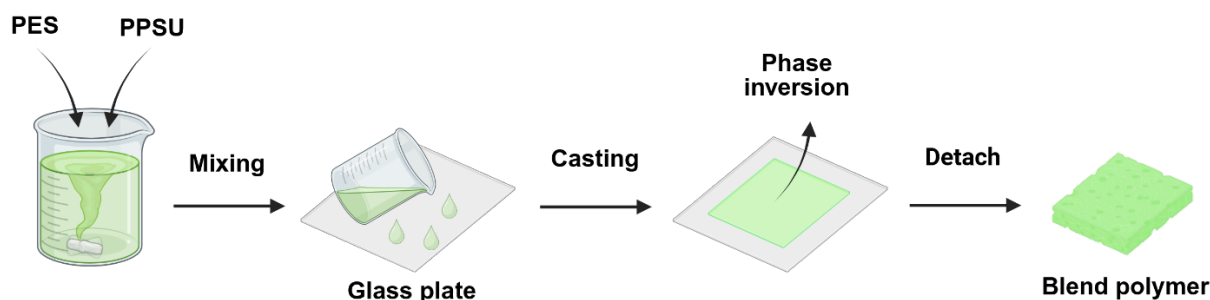 PES
PPSU
Mixing
Glass plate
Casting
Phase
inversion
Detach
Blend polymer